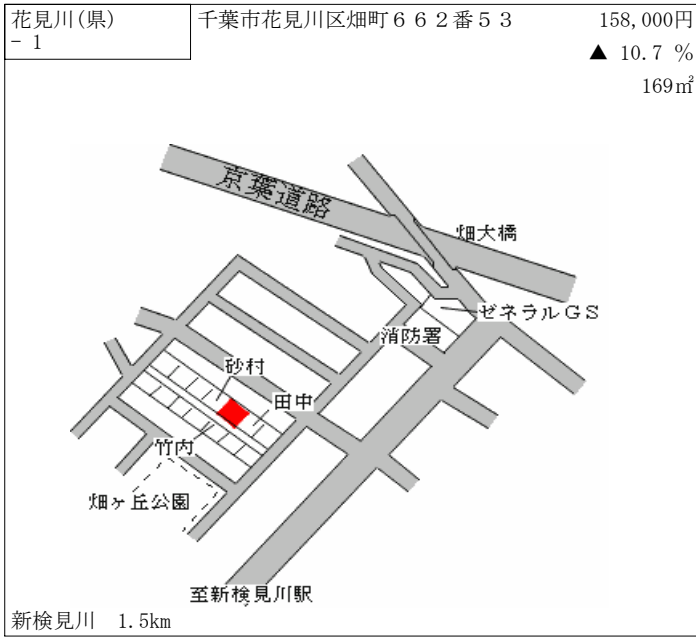 花見川(県)
- 1
千葉市花見川区畑町６６２番５３
158,000円
▲ 10.7 %
169㎡
京葉道路
畑大橋
ゼネラルGS
消防署
砂村
田中
竹内
畑ヶ丘公園
至新検見川駅
新検見川 1.5km